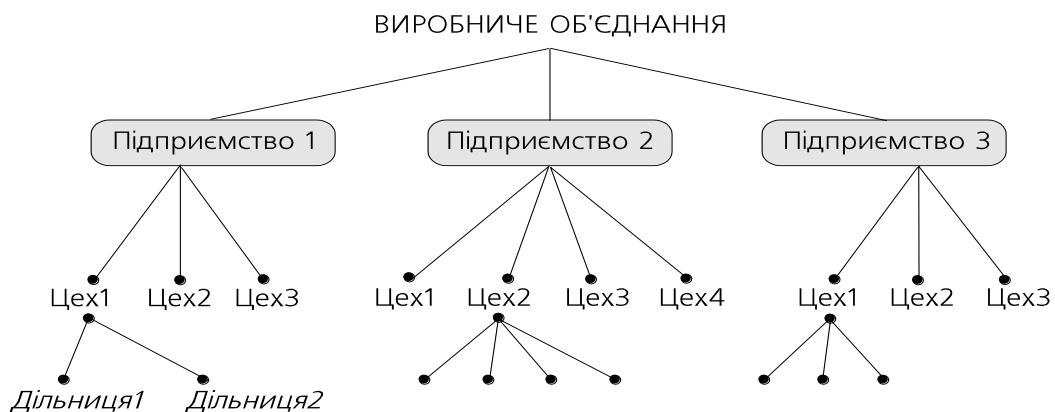 ВИРОБНИЧЕ ОБ'ЄДНАННЯ
Підприємство 1 Підприємство 2 Підприємство 3
Цех1 Цех2 Цех3 Цех1 Цех2 Цех3 Цех4 Цех1 Цех2 Цех3
Дільниця1 Дільниця2